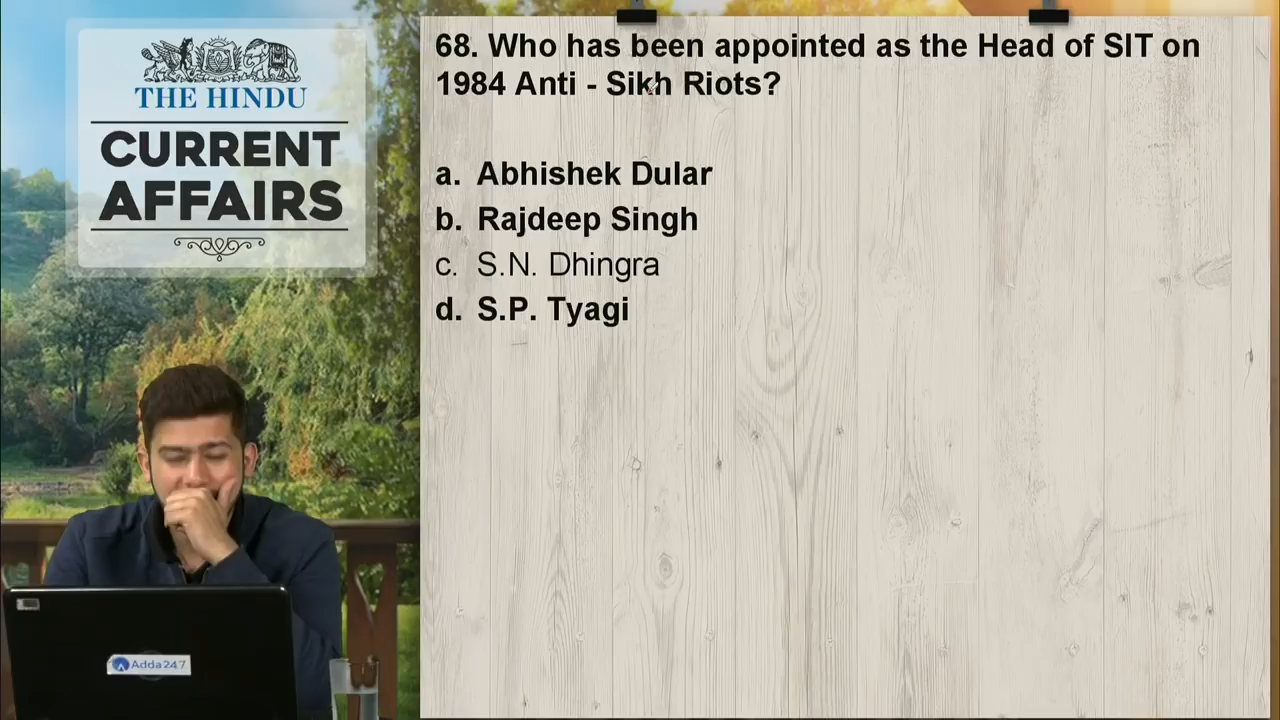 THE HINDU
CURRENT
AFFAIRS
68. Who has been appointed as the Head of SIT on
1984 Anti - Sikh Riots?
a. Abhishek Dular
b. Rajdeep Singh
c. S.N. Dhingra
d. S.P. Tyagi
Adda247